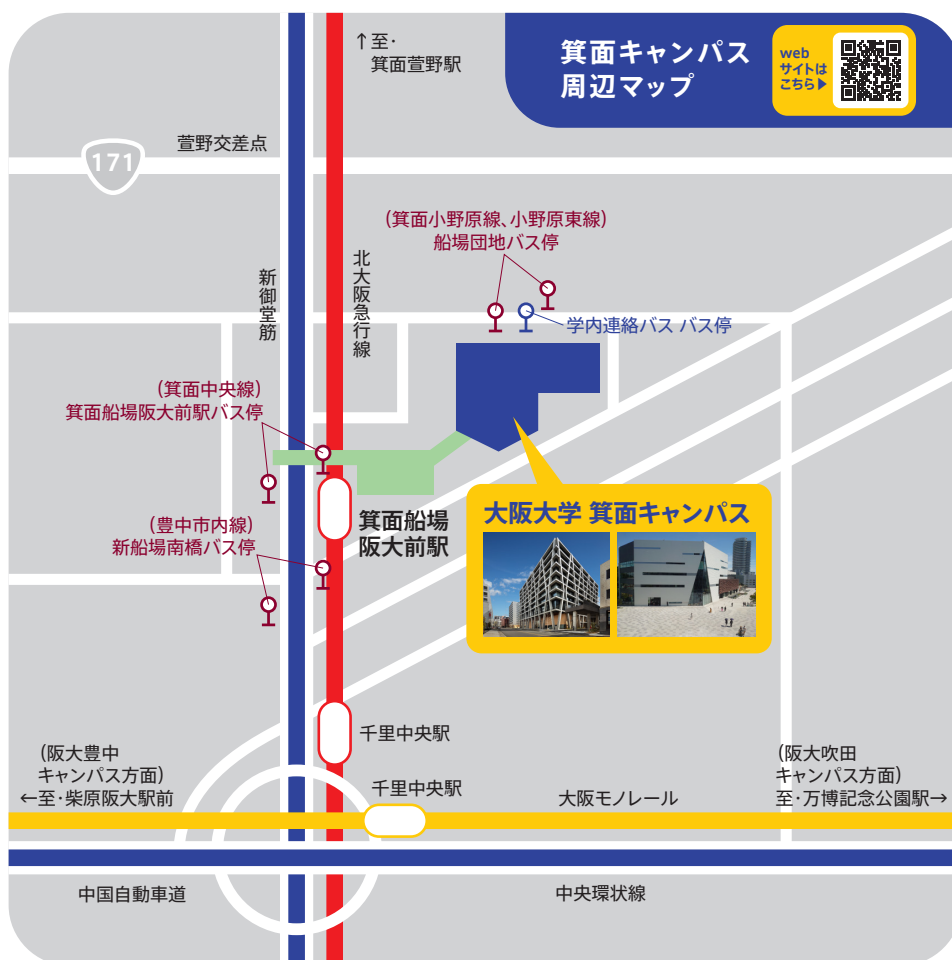 ↑至・
箕面萱野駅
箕面キャンパス
周辺マップ
web
サイトは
こちら▶
萱野交差点
171
(箕面小野原線、小野原東線)
船場団地バス停
新御堂筋
北大阪急行線
学内連絡バス バス停
(箕面中央線)
箕面船場阪大前駅バス停
(豊中市内線)
新船場南橋バス停
箕面船場
阪大前駅
大阪大学 箕面キャンパス
千里中央駅
(阪大豊中
キャンパス方面)
←至・柴原阪大駅前
千里中央駅
大阪モノレール
(阪大吹田
キャンパス方面)
至・万博記念公園駅→
中国自動車道
中央環状線